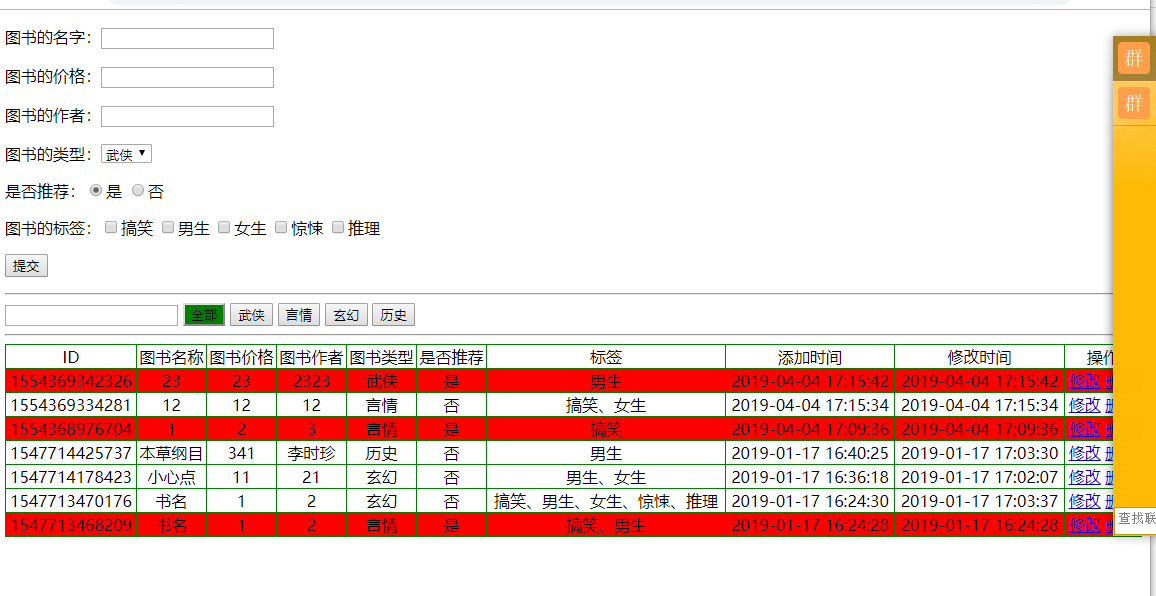 图书的名字：
图书的价格：
图书的作者：
图书的类型： 武侠
是否推荐： 是 否
图书的标签： 搞笑 男生 女生 惊悚 推理
提交
全部 武侠 言情 玄幻 历史
ID 图书名称 图书价格 图书作者 图书类型 是否推荐 标签 添加时间 修改时间 操作
1554369342326 23 23 2323 武侠 是 男生 2019-04-04 17:15:42 2019-04-04 17:15:42 修改
1554369334281 12 12 12 言情 否 搞笑、女生 2019-04-04 17:15:34 2019-04-04 17:15:34 修改
1554368976704 1 2 3 言情 是 搞笑 2019-04-04 17:09:36 2019-04-04 17:09:36 修改
1547714425737 本草纲目 341 李时珍 历史 否 男生 2019-01-17 16:40:25 2019-01-17 17:03:30 修改
1547714178423 小心点 11 21 玄幻 否 男生、女生 2019-01-17 16:36:18 2019-01-17 17:02:07 修改
1547713470176 书名 1 2 玄幻 否 搞笑、男生、女生、惊悚、推理 2019-01-17 16:24:30 2019-01-17 17:03:37 修改
1547713468209 书名 1 2 言情 是 搞笑、男生 2019-01-17 16:24:28 2019-01-17 16:24:28 修改
群
群
查找联